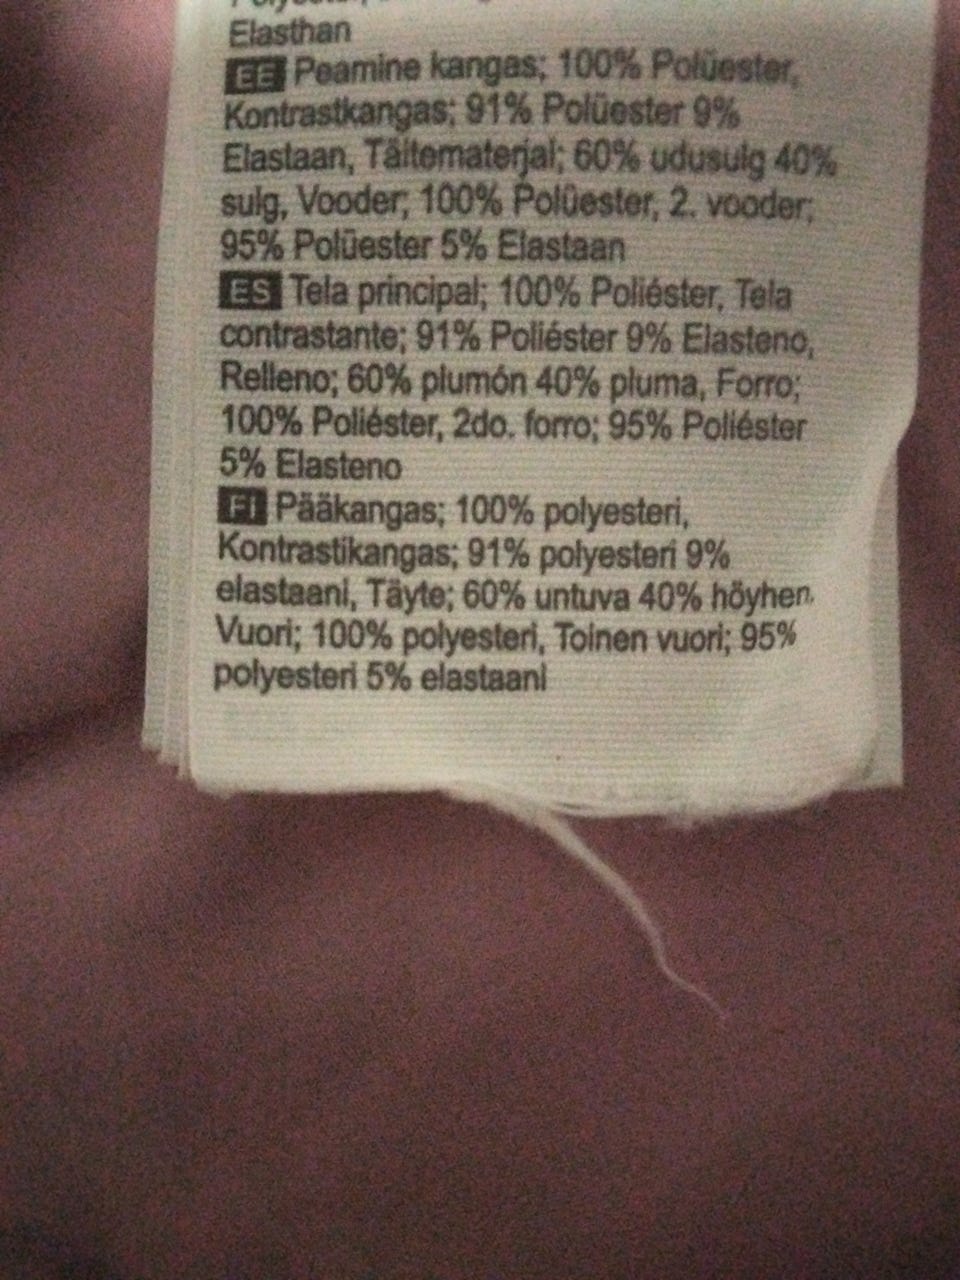 Elasthan
EE Peamine kangas; 100% Polüester,
Kontrastkangas; 91% Polüester 9%
Elastaan, Täitematerjal; 60% udusulg 40%
sulg, Vooder; 100% Polüester, 2. vooder;
95% Polüester 5% Elastaan
ES Tela principal; 100% Poliéster, Tela
contrastante; 91% Poliéster 9% Elasteno,
Relleno; 60% plumón 40% pluma, Forro;
100% Poliéster, 2do. forro; 95% Poliéster
5% Elasteno
FI Pääkangas; 100% polyesteri,
Kontrastikangas; 91% polyesteri 9%
elastaani, Täyte; 60% untuva 40% höyhen,
Vuori; 100% polyesteri, Toinen vuori; 95%
polyesteri 5% elastaani